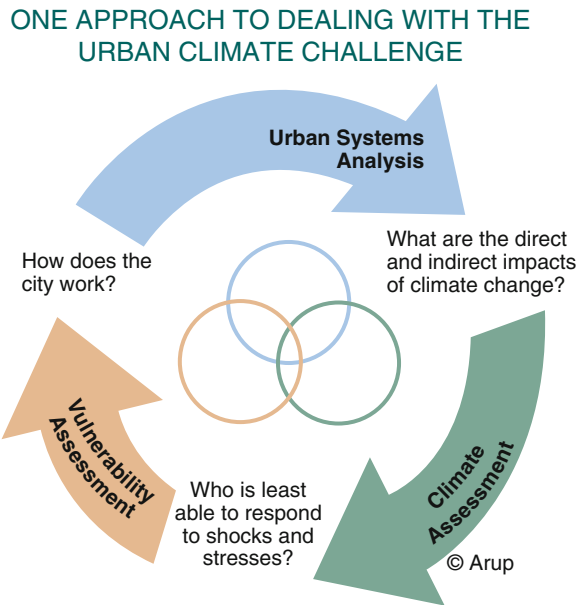 ONE APPROACH TO DEALING WITH THE
URBAN CLIMATE CHALLENGE
Urban Systems
Analysis
How does the
city work?
What are the direct
and indirect impacts
of climate change?
Vulnerability
Assessment
Who is least
able to respond
to shocks and
stresses?
Climate
Assessment
© Arup